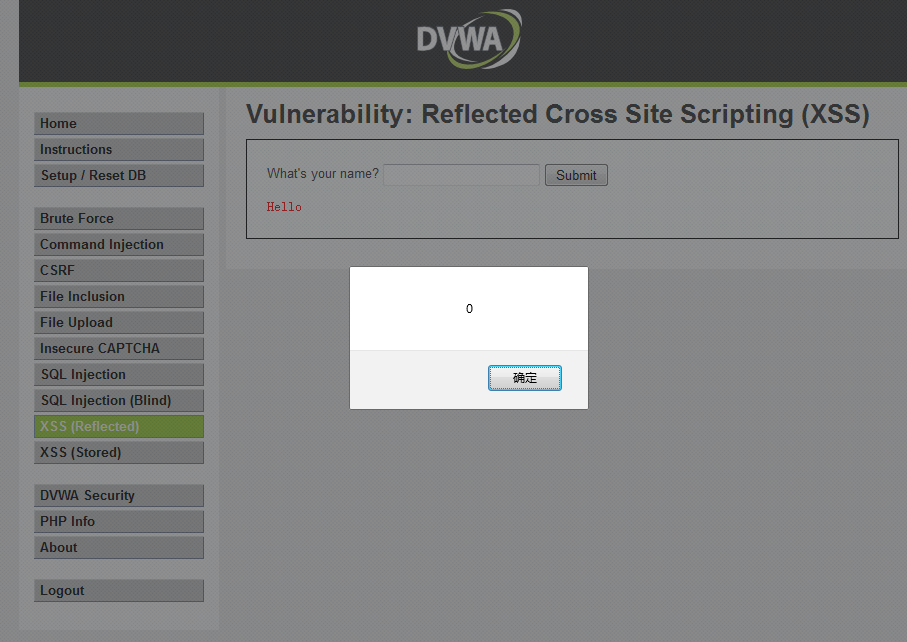 DVWA
Home
Instructions
Setup / Reset DB
Brute Force
Command Injection
CSRF
File Inclusion
File Upload
Insecure CAPTCHA
SQL Injection
SQL Injection (Blind)
XSS (Reflected)
XSS (Stored)
DVWA Security
PHP Info
About
Logout
Vulnerability: Reflected Cross Site Scripting (XSS)
What's your name? Submit
Hello
0
确定